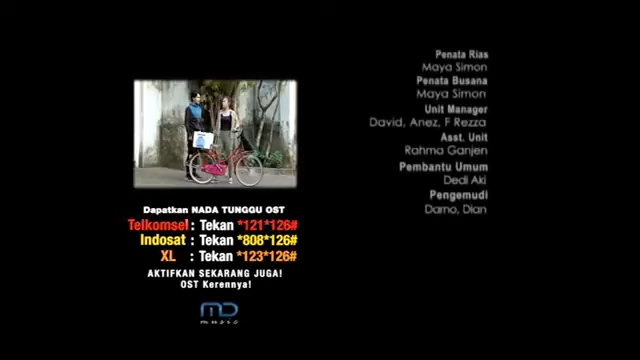 Penata Rias
Maya Simon
Penata Busana
Maya Simon
Unit Manager
David, Anez, F Rezza
Asst. Unit
Rahma Ganjen
Pembantu Umum
Dedi Aki
Pengemudi
Darno, Dian
Dapatkan NADA TUNGGU OST
Telkomsel : Tekan *121*126#
Indosat : Tekan *808*126#
XL : Tekan *123*126#
AKTIFKAN SEKARANG JUGA!
OST Kerennya!
MD
music